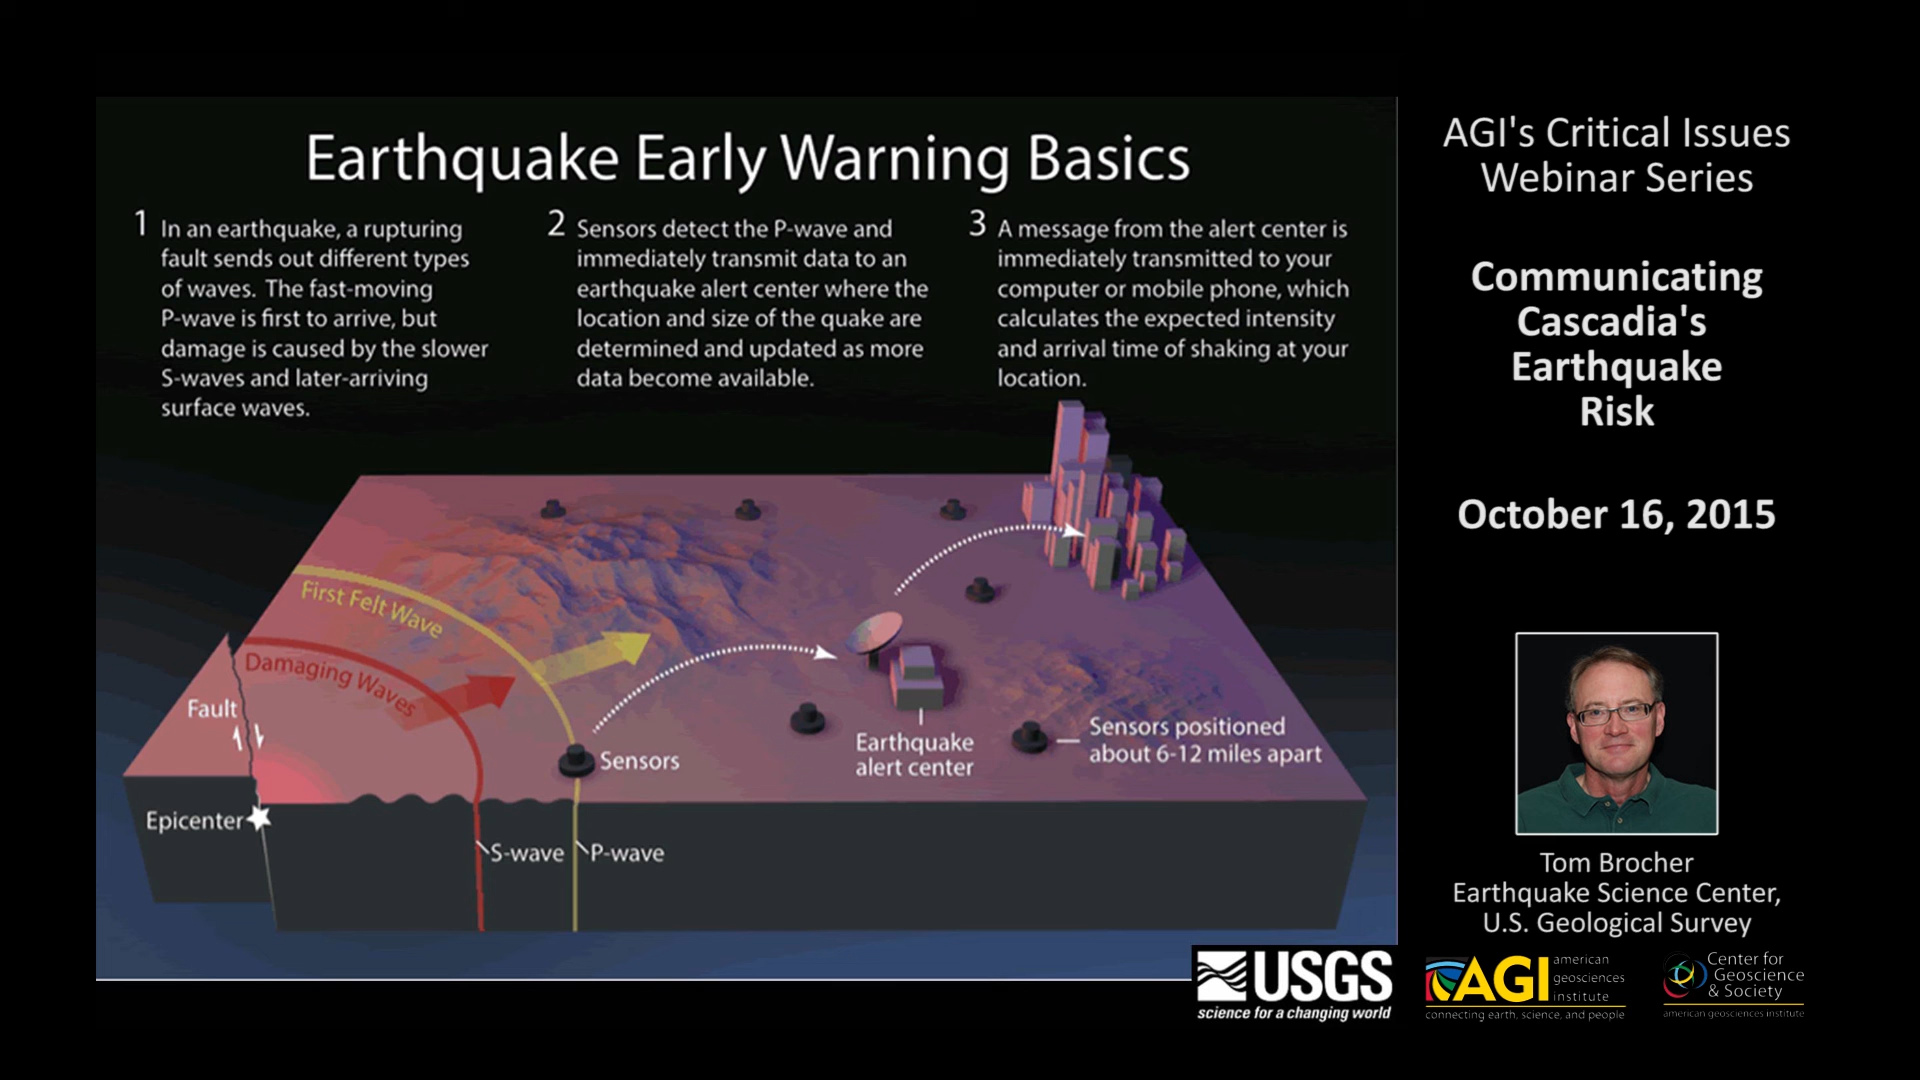 Earthquake Early Warning Basics
1 In an earthquake, a rupturing
fault sends out different types
of waves. The fast-moving
P-wave is first to arrive, but
damage is caused by the slower
S-waves and later-arriving
surface waves.
2 Sensors detect the P-wave and
immediately transmit data to an
earthquake alert center where the
location and size of the quake are
determined and updated as more
data become available.
3 A message from the alert center is
immediately transmitted to your
computer or mobile phone, which
calculates the expected intensity
and arrival time of shaking at your
location.
First Felt Wave
Damaging Waves
Fault
Epicenter
Sensors
S-wave
P-wave
Earthquake
alert center
Sensors positioned
about 6-12 miles apart
USGS
science for a changing world
AGI's Critical Issues
Webinar Series
Communicating
Cascadia's
Earthquake
Risk
October 16, 2015
Tom Brocher
Earthquake Science Center,
U.S. Geological Survey
AGI
american
geosciences
institute
connecting earth, science, and people
Center for
Geoscience
& Society
american geosciences institute